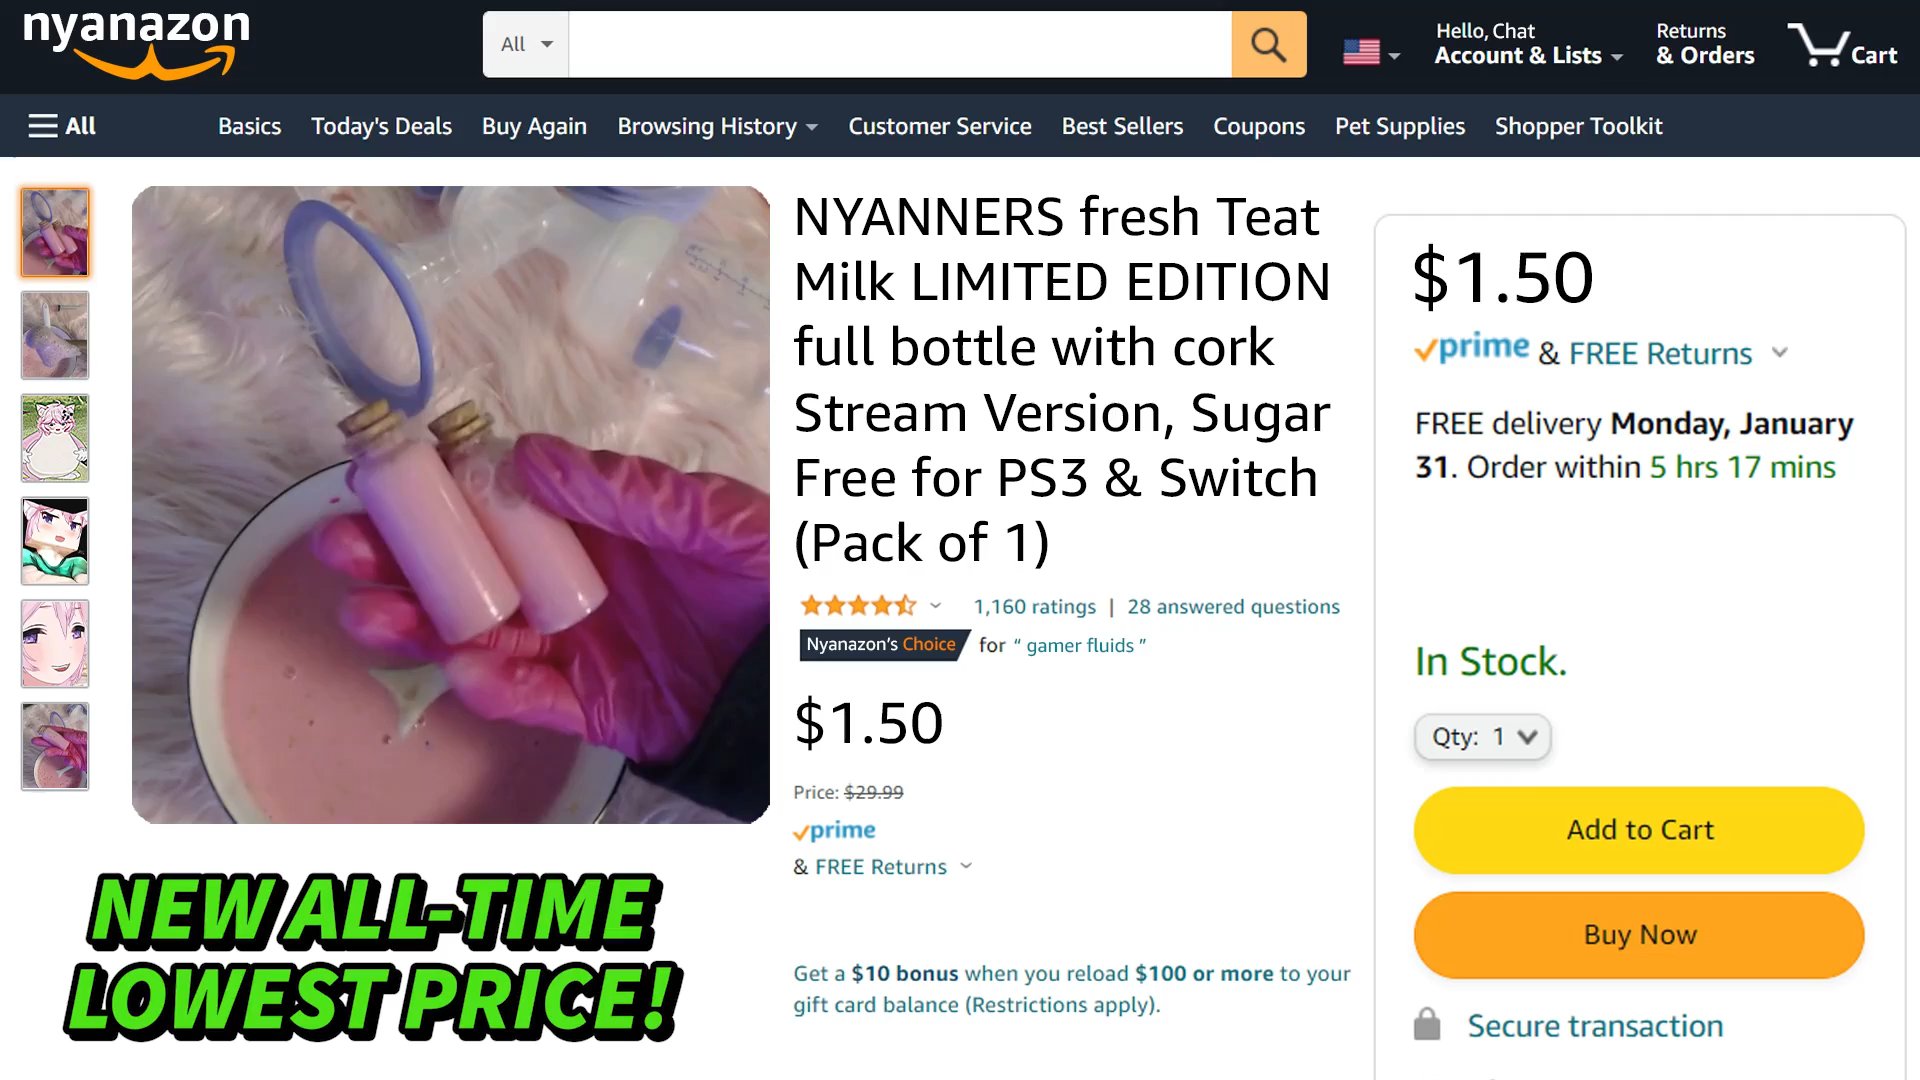 nyanazon
All
Hello, Chat
Account & Lists
Returns
& Orders
Cart
All
Basics
Today's Deals
Buy Again
Browsing History
Customer Service
Best Sellers
Coupons
Pet Supplies
Shopper Toolkit
NYANNERS fresh Teat
Milk LIMITED EDITION
full bottle with cork
Stream Version, Sugar
Free for PS3 & Switch
(Pack of 1)
1,160 ratings | 28 answered questions
Nyanazon's Choice for “ gamer fluids ”
$1.50
Price: $29.99
prime
& FREE Returns
Get a $10 bonus when you reload $100 or more to your
gift card balance (Restrictions apply).
NEW ALL-TIME
LOWEST PRICE!
$1.50
prime & FREE Returns
FREE delivery Monday, January
31. Order within 5 hrs 17 mins
In Stock.
Qty: 1
Add to Cart
Buy Now
Secure transaction